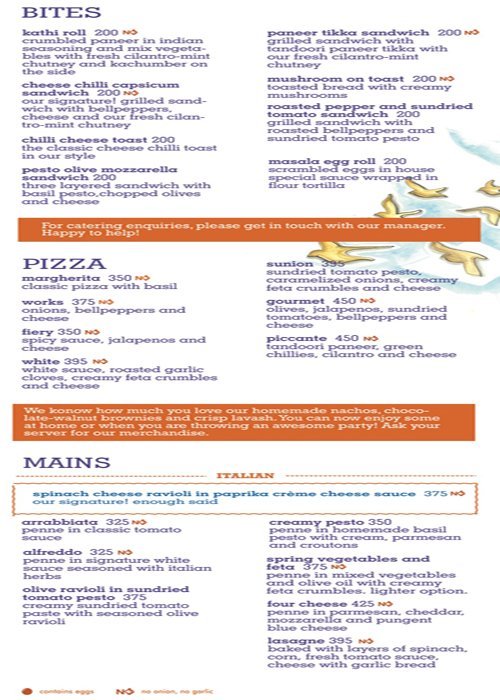 BITES
kathi roll 200 NO
crumbled paneer in indian
seasoning and mix vegeta-
bles with fresh cilantro-mint
chutney and kachumber on
the side
cheese chilli capsicum
sandwich 200 NO
our signature! grilled sand-
wich with bellpeppers,
cheese and our fresh cilan-
tro-mint chutney
chilli cheese toast 200
the classic cheese chilli toast
in our style
pesto olive mozzarella
sandwich 200
three layered sandwich with
basil pesto,chopped olives
and cheese
paneer tikka sandwich 200 NO
grilled sandwich with
tandoori paneer tikka with
our fresh cilantro-mint
chutney
mushroom on toast 200 NO
toasted bread with creamy
mushrooms
roasted pepper and sundried
tomato sandwich 200
grilled sandwich with
roasted bellpeppers and
sundried tomato pesto
masala egg roll 200
scrambled eggs in house
special sauce wrapped in
flour tortilla
For catering enquiries, please get in touch with our manager.
Happy to help!
PIZZA
margherita 350 NO
classic pizza with basil
works 375 NO
onions, bellpeppers and
cheese
fiery 350 NO
spicy sauce, jalapenos and
cheese
white 395 NO
white sauce, roasted garlic
cloves, creamy feta crumbles
and cheese
sunion 395
sundried tomato pesto,
caramelized onions, creamy
feta crumbles and cheese
gourmet 450 NO
olives, jalapenos, sundried
tomatoes, bellpeppers and
cheese
piccante 450 NO
tandoori paneer, green
chillies, cilantro and cheese
We konow how much you love our homemade nachos, choco-
late-walnut brownies and crisp lavash. You can now enjoy some
at home or when you are throwing an awesome party! Ask your
server for our merchandise.
MAINS
ITALIAN
spinach cheese ravioli in paprika crème cheese sauce 375 NO
our signature! enough said
arrabbiata 325 NO
penne in classic tomato
sauce
alfredo 325 NO
penne in signature white
sauce seasoned with italian
herbs
olive ravioli in sundried
tomato pesto 375
creamy sundried tomato
paste with seasoned olive
ravioli
creamy pesto 350
penne in homemade basil
pesto with cream, parmesan
and croutons
spring vegetables and
feta 375 NO
penne in mixed vegetables
and olive oil with creamy
feta crumbles. lighter option.
four cheese 425 NO
penne in parmesan, cheddar,
mozzarella and pungent
blue cheese
lasagne 395 NO
baked with layers of spinach,
corn, fresh tomato sauce,
cheese with garlic bread
contains eggs NO no onion, no garlic